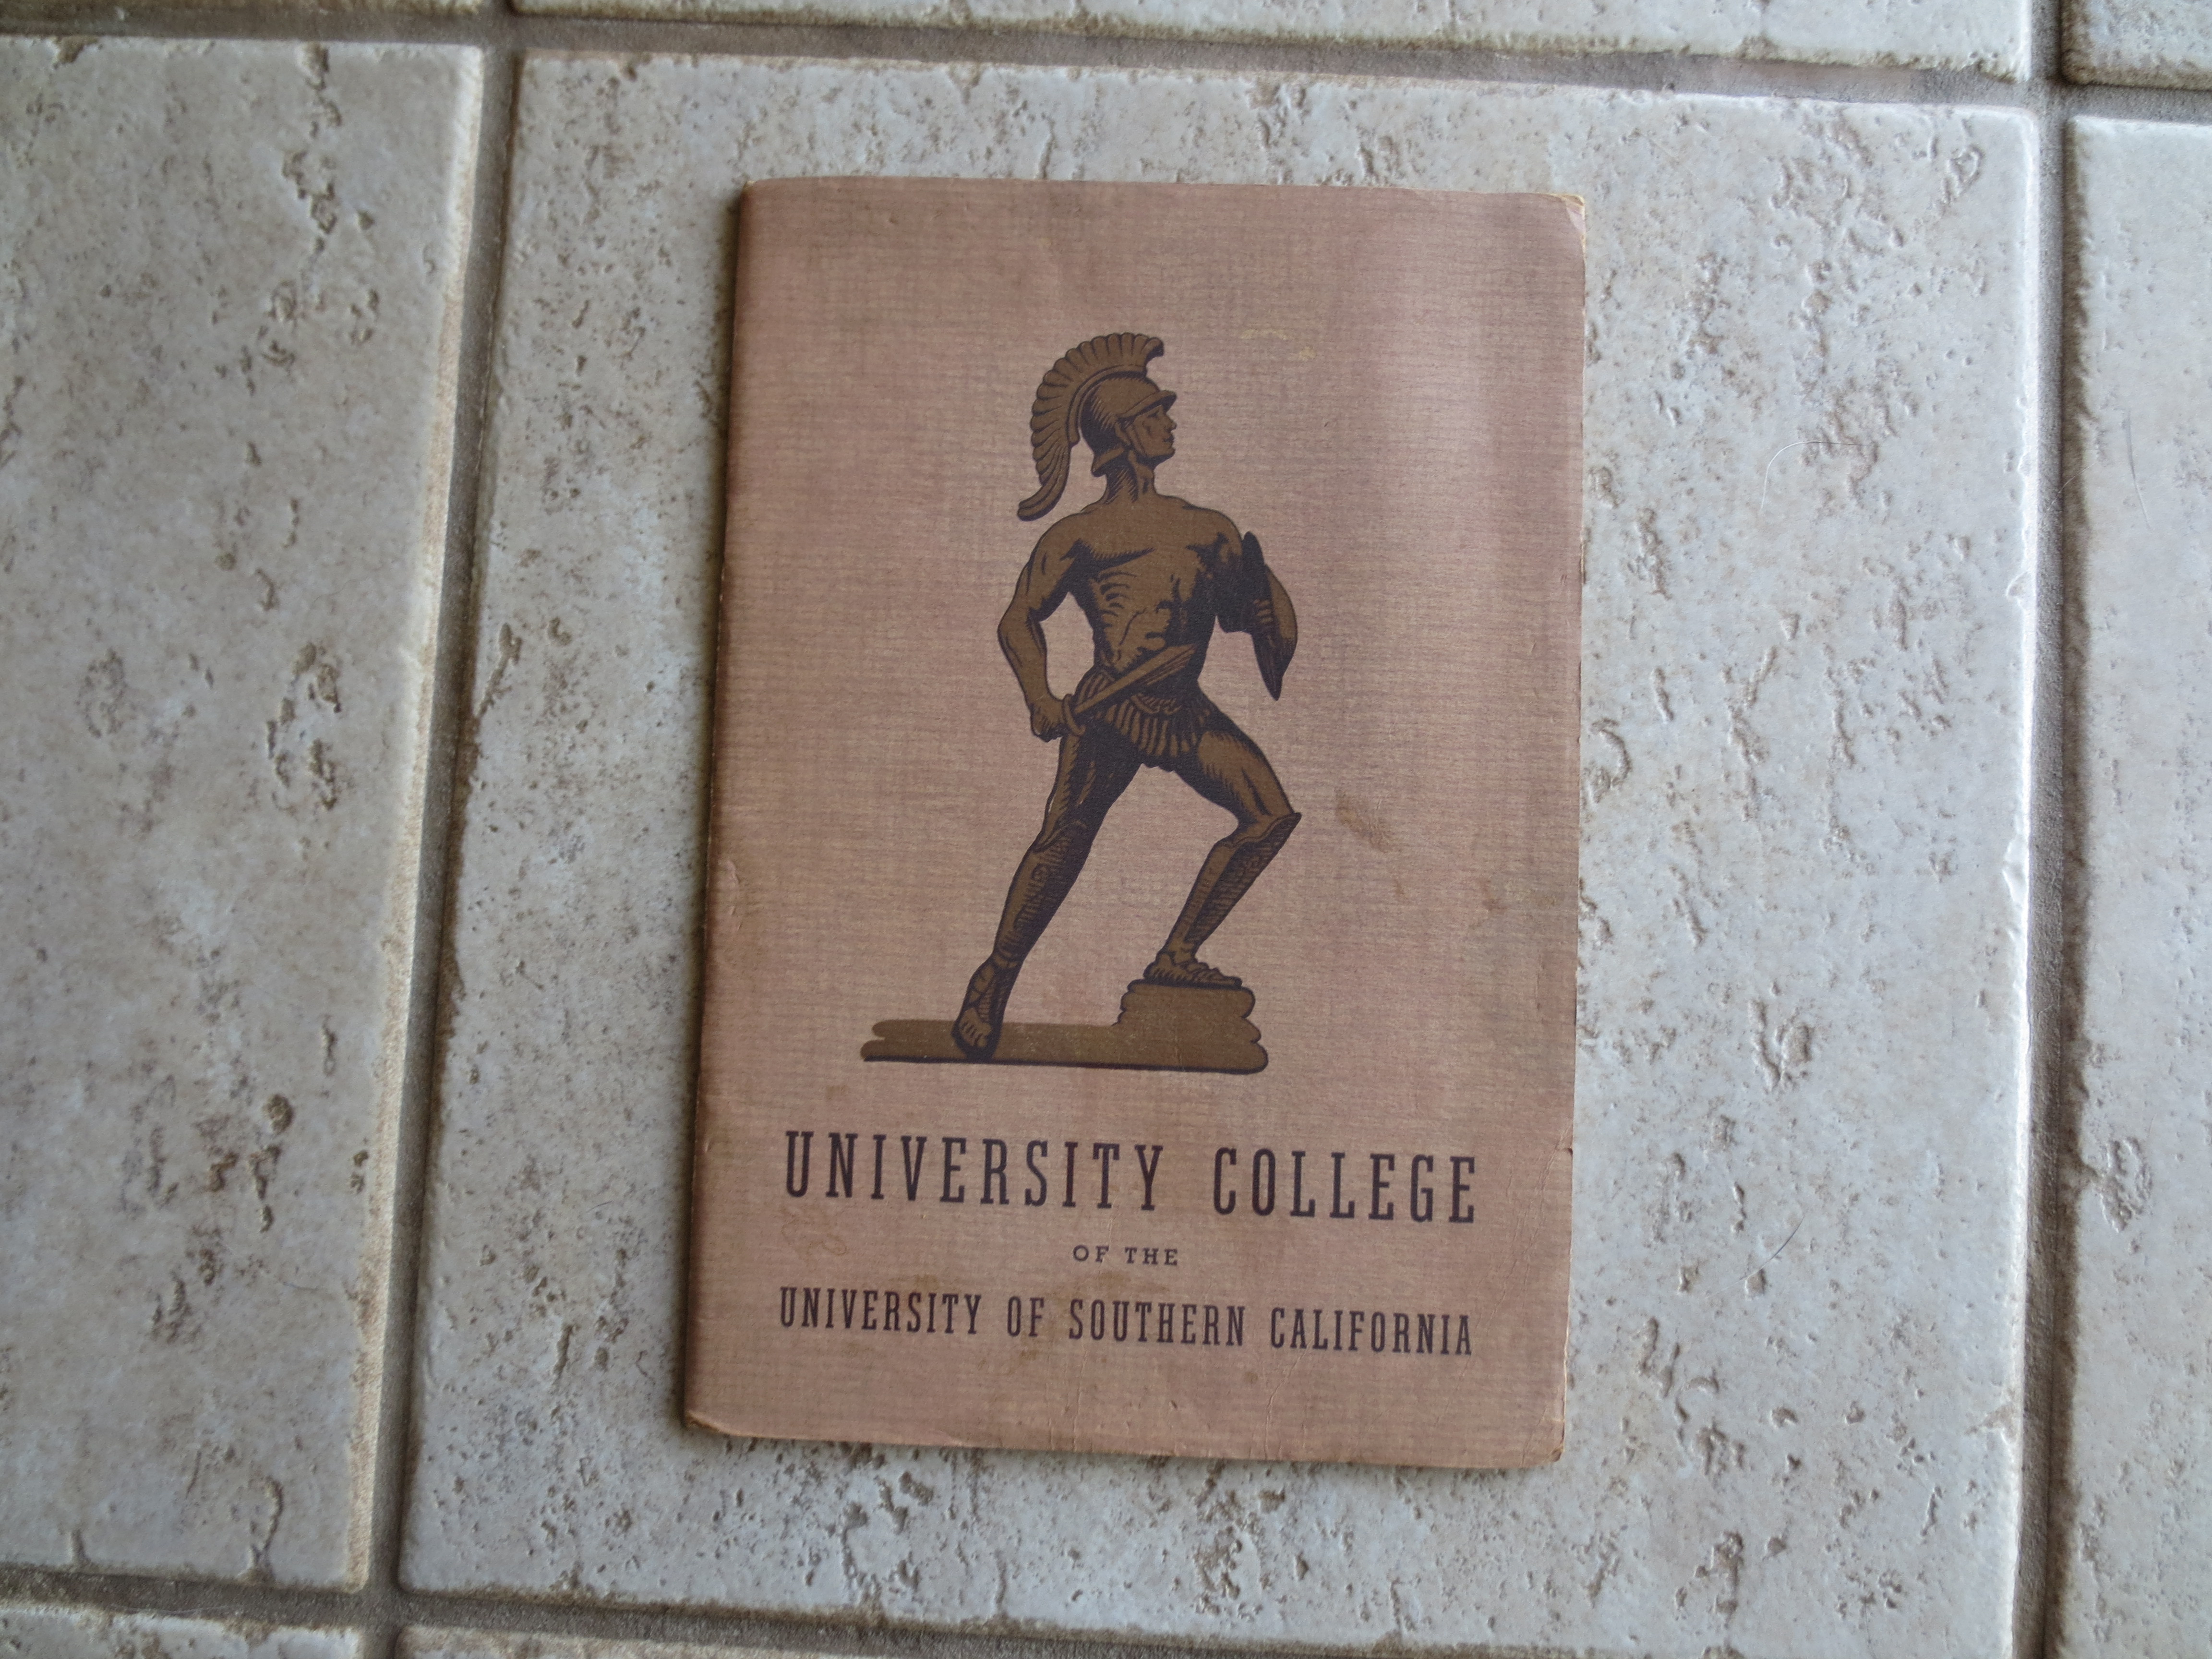 UNIVERSITY COLLEGE
OF THE
UNIVERSITY OF SOUTHERN CALIFORNIA